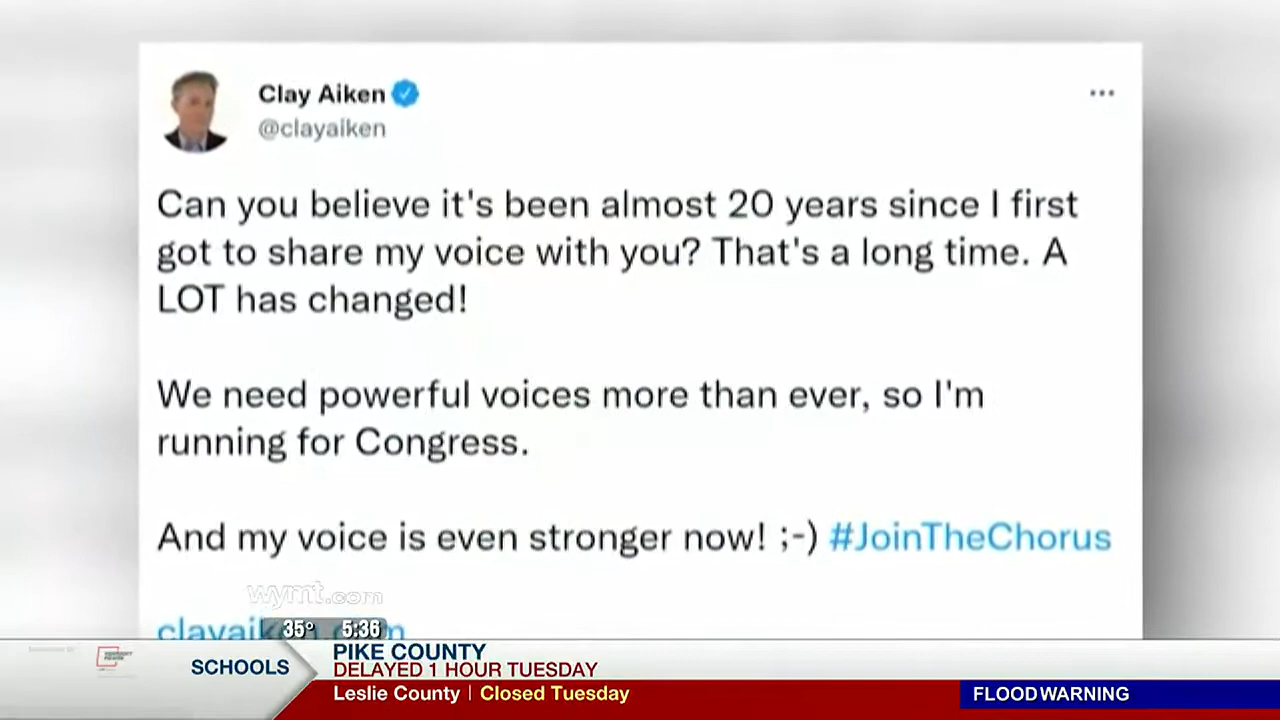 Clay Aiken
@clayaiken
Can you believe it's been almost 20 years since I first
got to share my voice with you? That's a long time. A
LOT has changed!
We need powerful voices more than ever, so I'm
running for Congress.
And my voice is even stronger now! ;-) #JoinTheChorus
wymt.com
35° 5:36
SCHOOLS
PIKE COUNTY
DELAYED 1 HOUR TUESDAY
Leslie County | Closed Tuesday
FLOOD WARNING